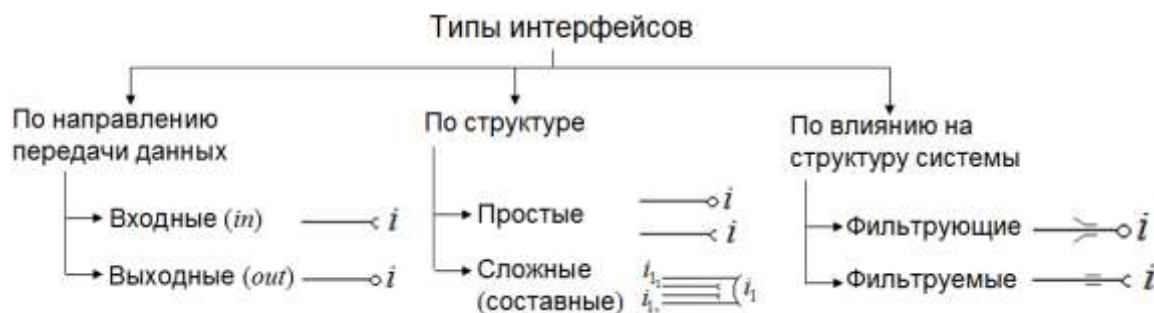 Типы интерфейсов
По направлению
передачи данных
Входные (in) i
Выходные (out) i
По структуре
Простые i
i
Сложные
(составные) i₁
По влиянию на
структуру системы
Фильтрующие i
Фильтруемые i